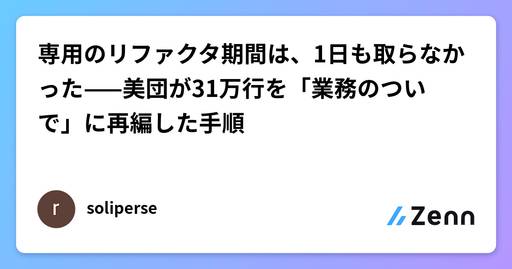 専用のリファクタ期間は、1日も取らなか
った——美団が31万行を「業務のつい
で」に再編した手順
r
soliperse
Zenn